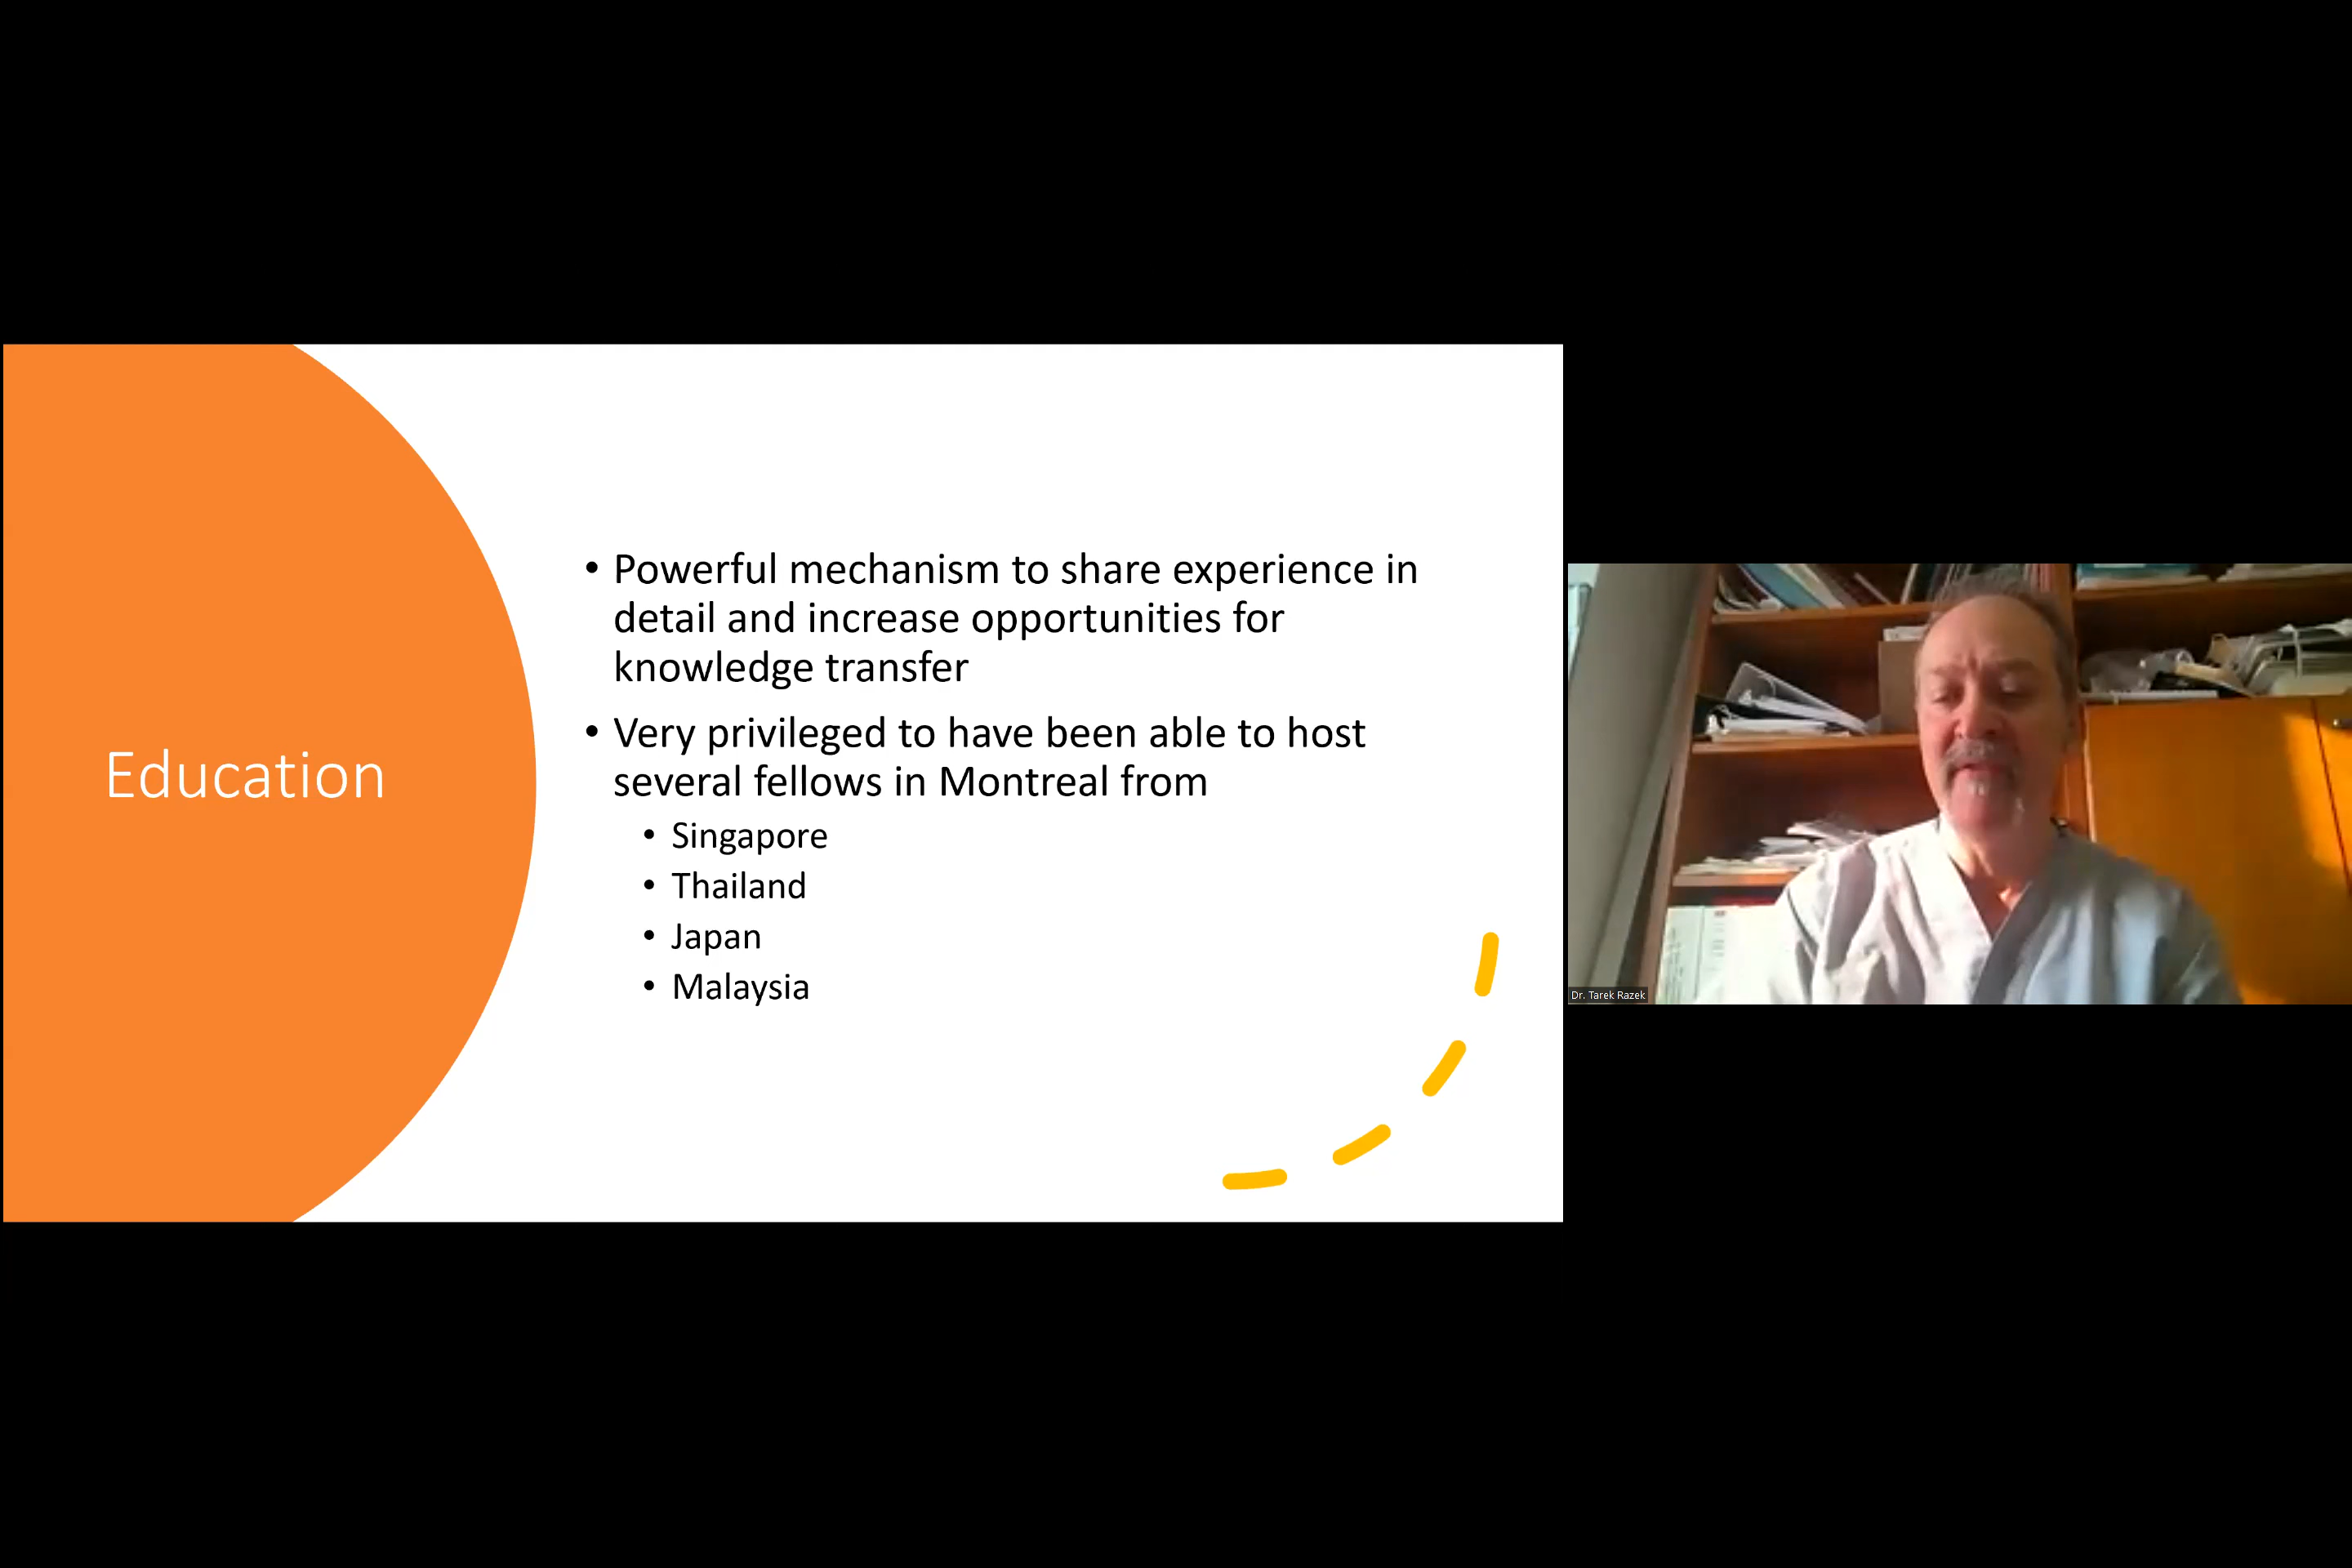 Education
• Powerful mechanism to share experience in
detail and increase opportunities for
knowledge transfer
• Very privileged to have been able to host
several fellows in Montreal from
• Singapore
• Thailand
• Japan
• Malaysia
Dr. Tarek Razek